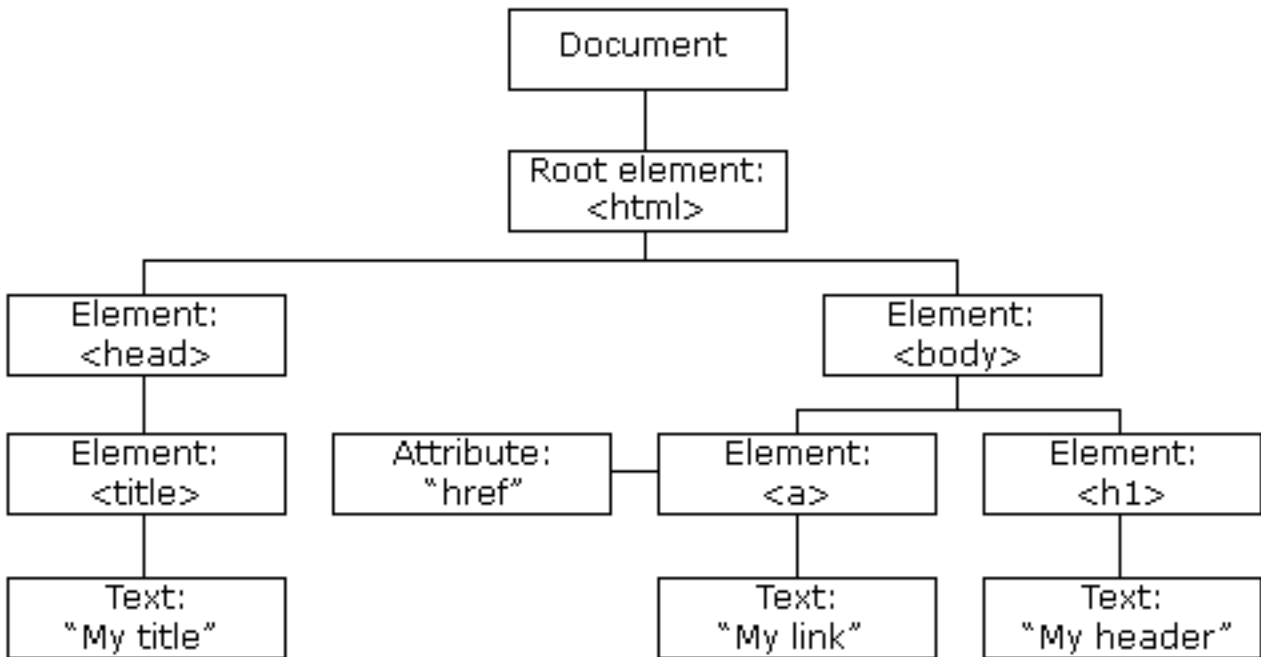 Document
Root element:
<html>
Element:
<head>
Element:
<body>
Element:
<title>
Attribute:
“href”
Element:
<a>
Element:
<h1>
Text:
“My title”
Text:
“My link”
Text:
“My header”